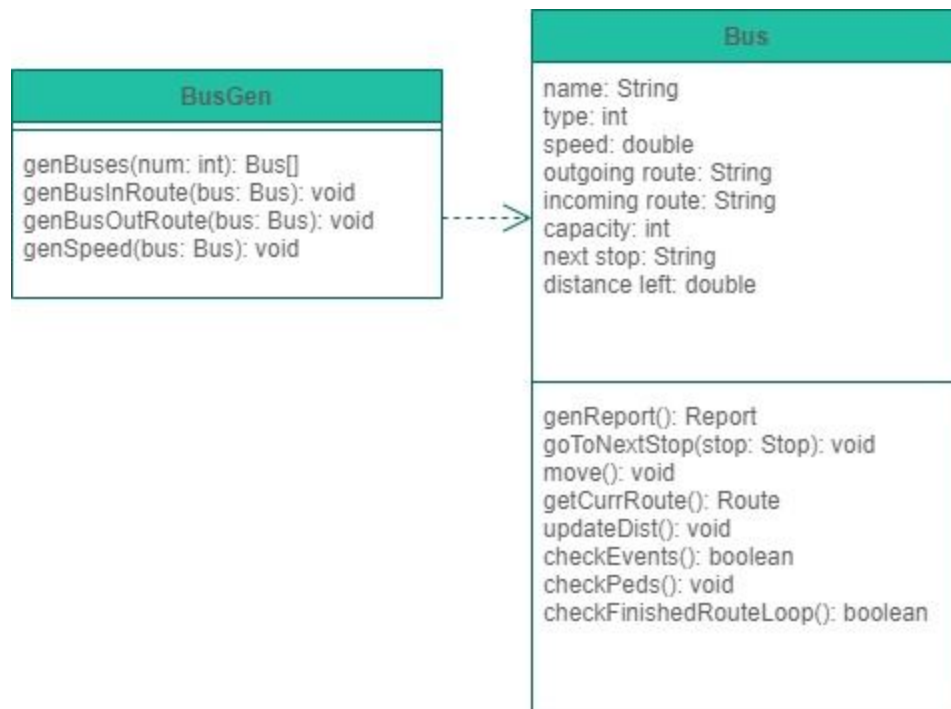 BusGen
genBuses(num: int): Bus[]
genBusInRoute(bus: Bus): void
genBusOutRoute(bus: Bus): void
genSpeed(bus: Bus): void
Bus
name: String
type: int
speed: double
outgoing route: String
incoming route: String
capacity: int
next stop: String
distance left: double
genReport(): Report
goToNextStop(stop: Stop): void
move(): void
getCurrRoute(): Route
updateDist(): void
checkEvents(): boolean
checkPeds(): void
checkFinishedRouteLoop(): boolean